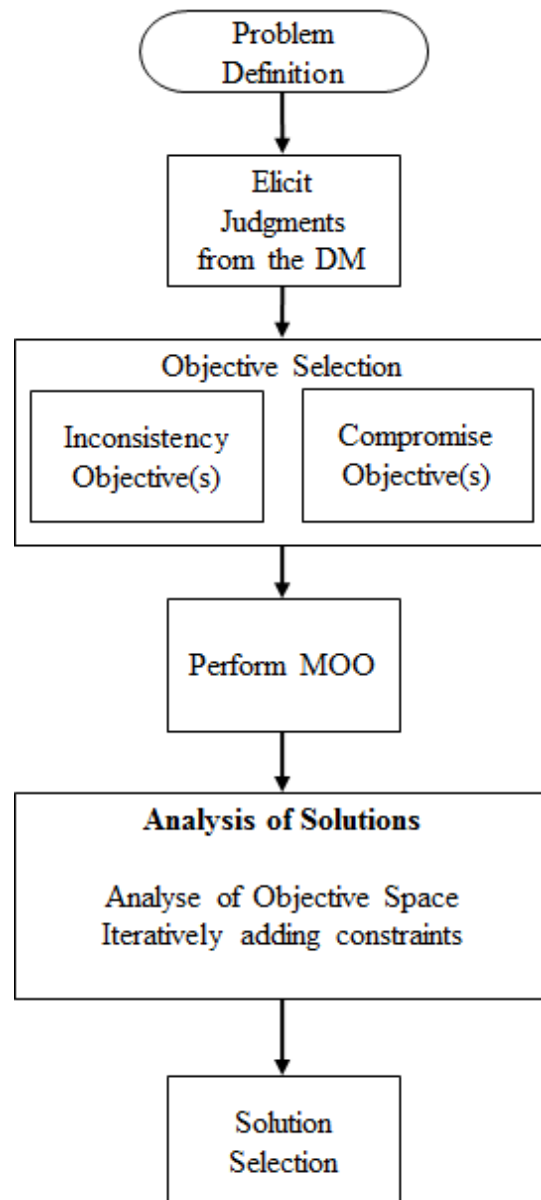 Problem
Definition
Elicit
Judgments
from the DM
Objective Selection
Inconsistency
Objective(s)
Compromise
Objective(s)
Perform MOO
Analysis of Solutions
Analyse of Objective Space
Iteratively adding constraints
Solution
Selection